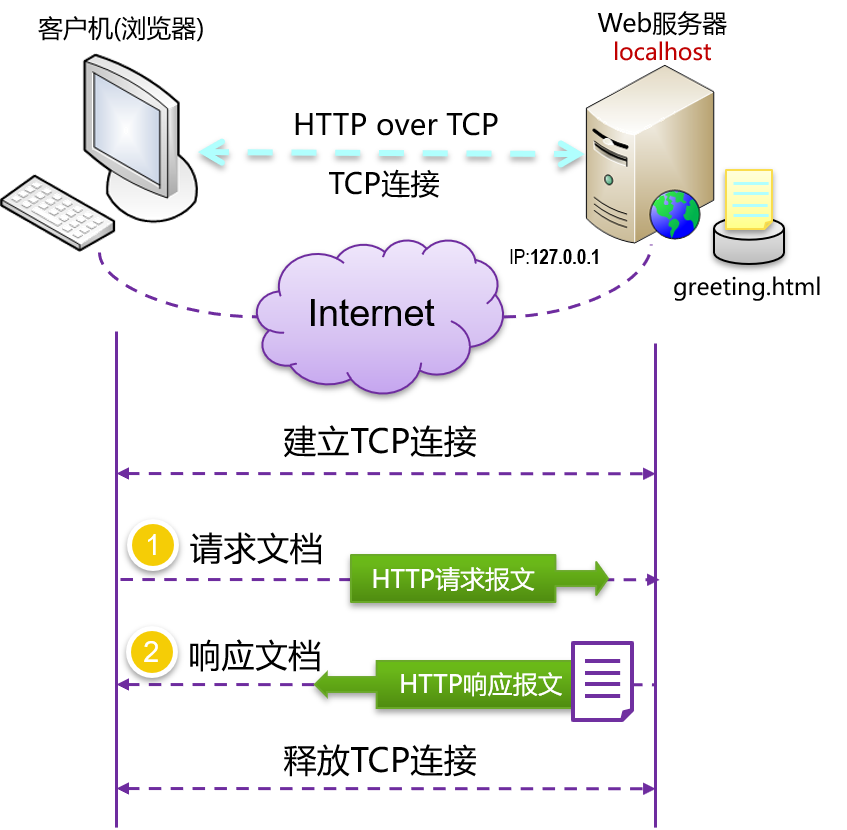 客户机(浏览器)
Web服务器
localhost
HTTP over TCP
TCP连接
IP:127.0.0.1
greeting.html
Internet
建立TCP连接
1
请求文档
HTTP请求报文
2
响应文档
HTTP响应报文
释放TCP连接